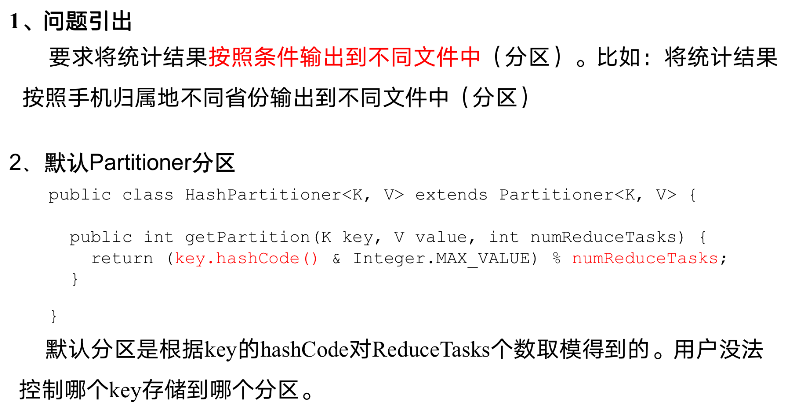 1、问题引出
要求将统计结果按照条件输出到不同文件中（分区）。比如：将统计结果
按照手机归属地不同省份输出到不同文件中（分区）
2、默认Partitioner分区
public class HashPartitioner<K, V> extends Partitioner<K, V> {
public int getPartition(K key, V value, int numReduceTasks) {
return (key.hashCode() & Integer.MAX_VALUE) % numReduceTasks;
}
}
默认分区是根据key的hashCode对ReduceTasks个数取模得到的。用户没法
控制哪个key存储到哪个分区。